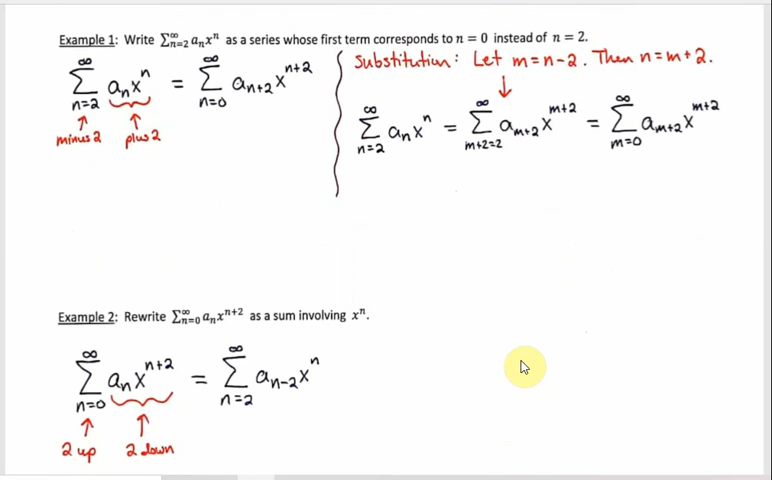 Example 1: Write ∑_{n=2}^{∞} a_n x^n as a series whose first term corresponds to n = 0 instead of n = 2.
∑_{n=2}^{∞} a_n x^n = ∑_{n=0}^{∞} a_{n+2} x^{n+2}
minus 2 plus 2
Substitution: Let m = n-2. Then n = m+2.
∑_{n=2}^{∞} a_n x^n = ∑_{m+2=2}^{∞} a_{m+2} x^{m+2} = ∑_{m=0}^{∞} a_{m+2} x^{m+2}
Example 2: Rewrite ∑_{n=0}^{∞} a_n x^{n+2} as a sum involving x^n.
∑_{n=0}^{∞} a_n x^{n+2} = ∑_{n=2}^{∞} a_{n-2} x^n
2 up 2 down